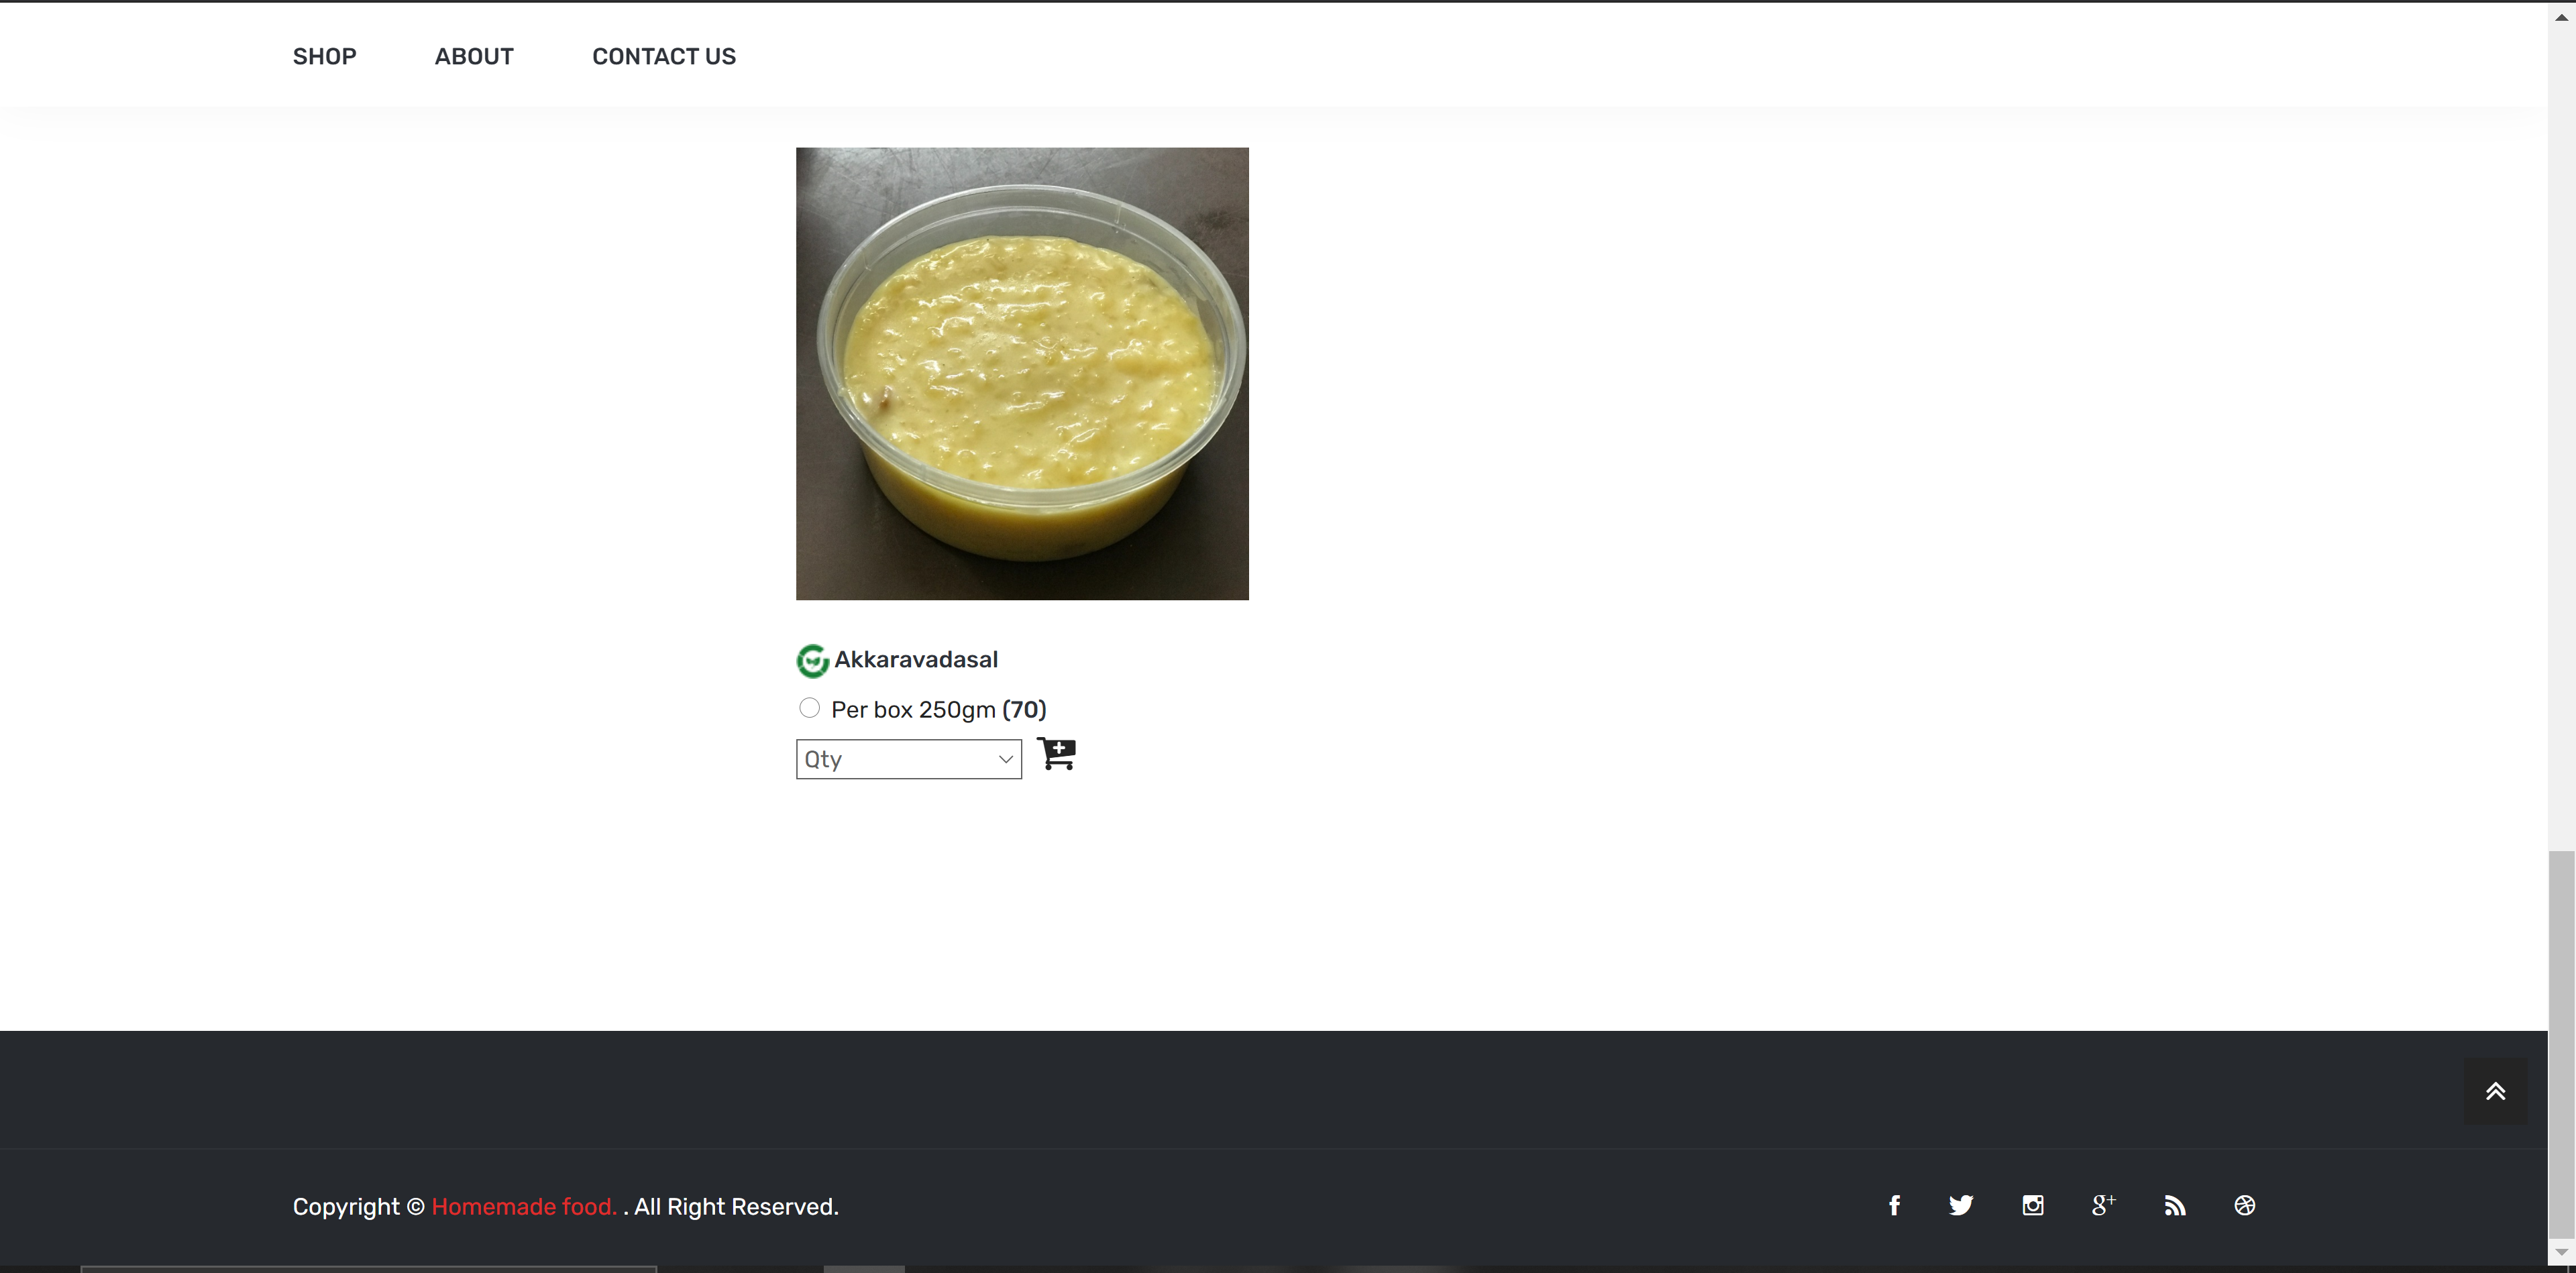 SHOP ABOUT CONTACT US
Akkaravadasal
Per box 250gm (70)
Qty
Copyright © Homemade food. . All Right Reserved.